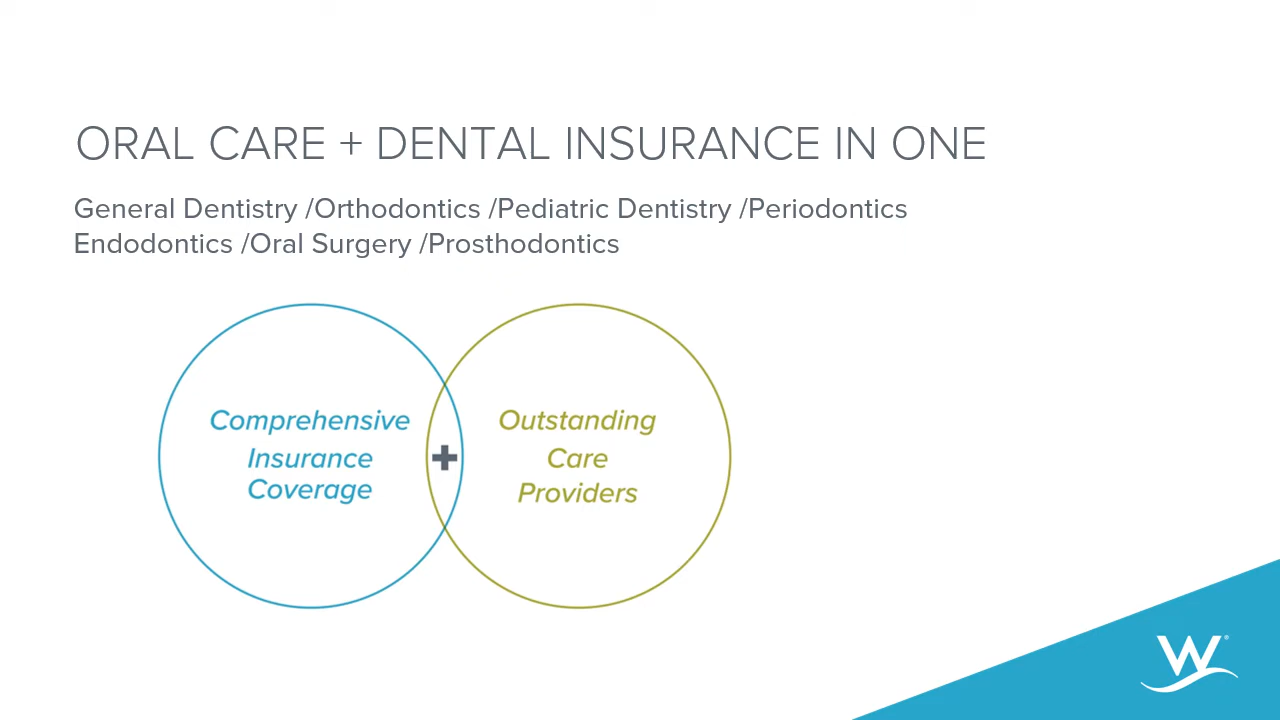 ORAL CARE + DENTAL INSURANCE IN ONE
General Dentistry /Orthodontics /Pediatric Dentistry /Periodontics
Endodontics /Oral Surgery /Prosthodontics
Comprehensive
Insurance
Coverage
+
Outstanding
Care
Providers
W®